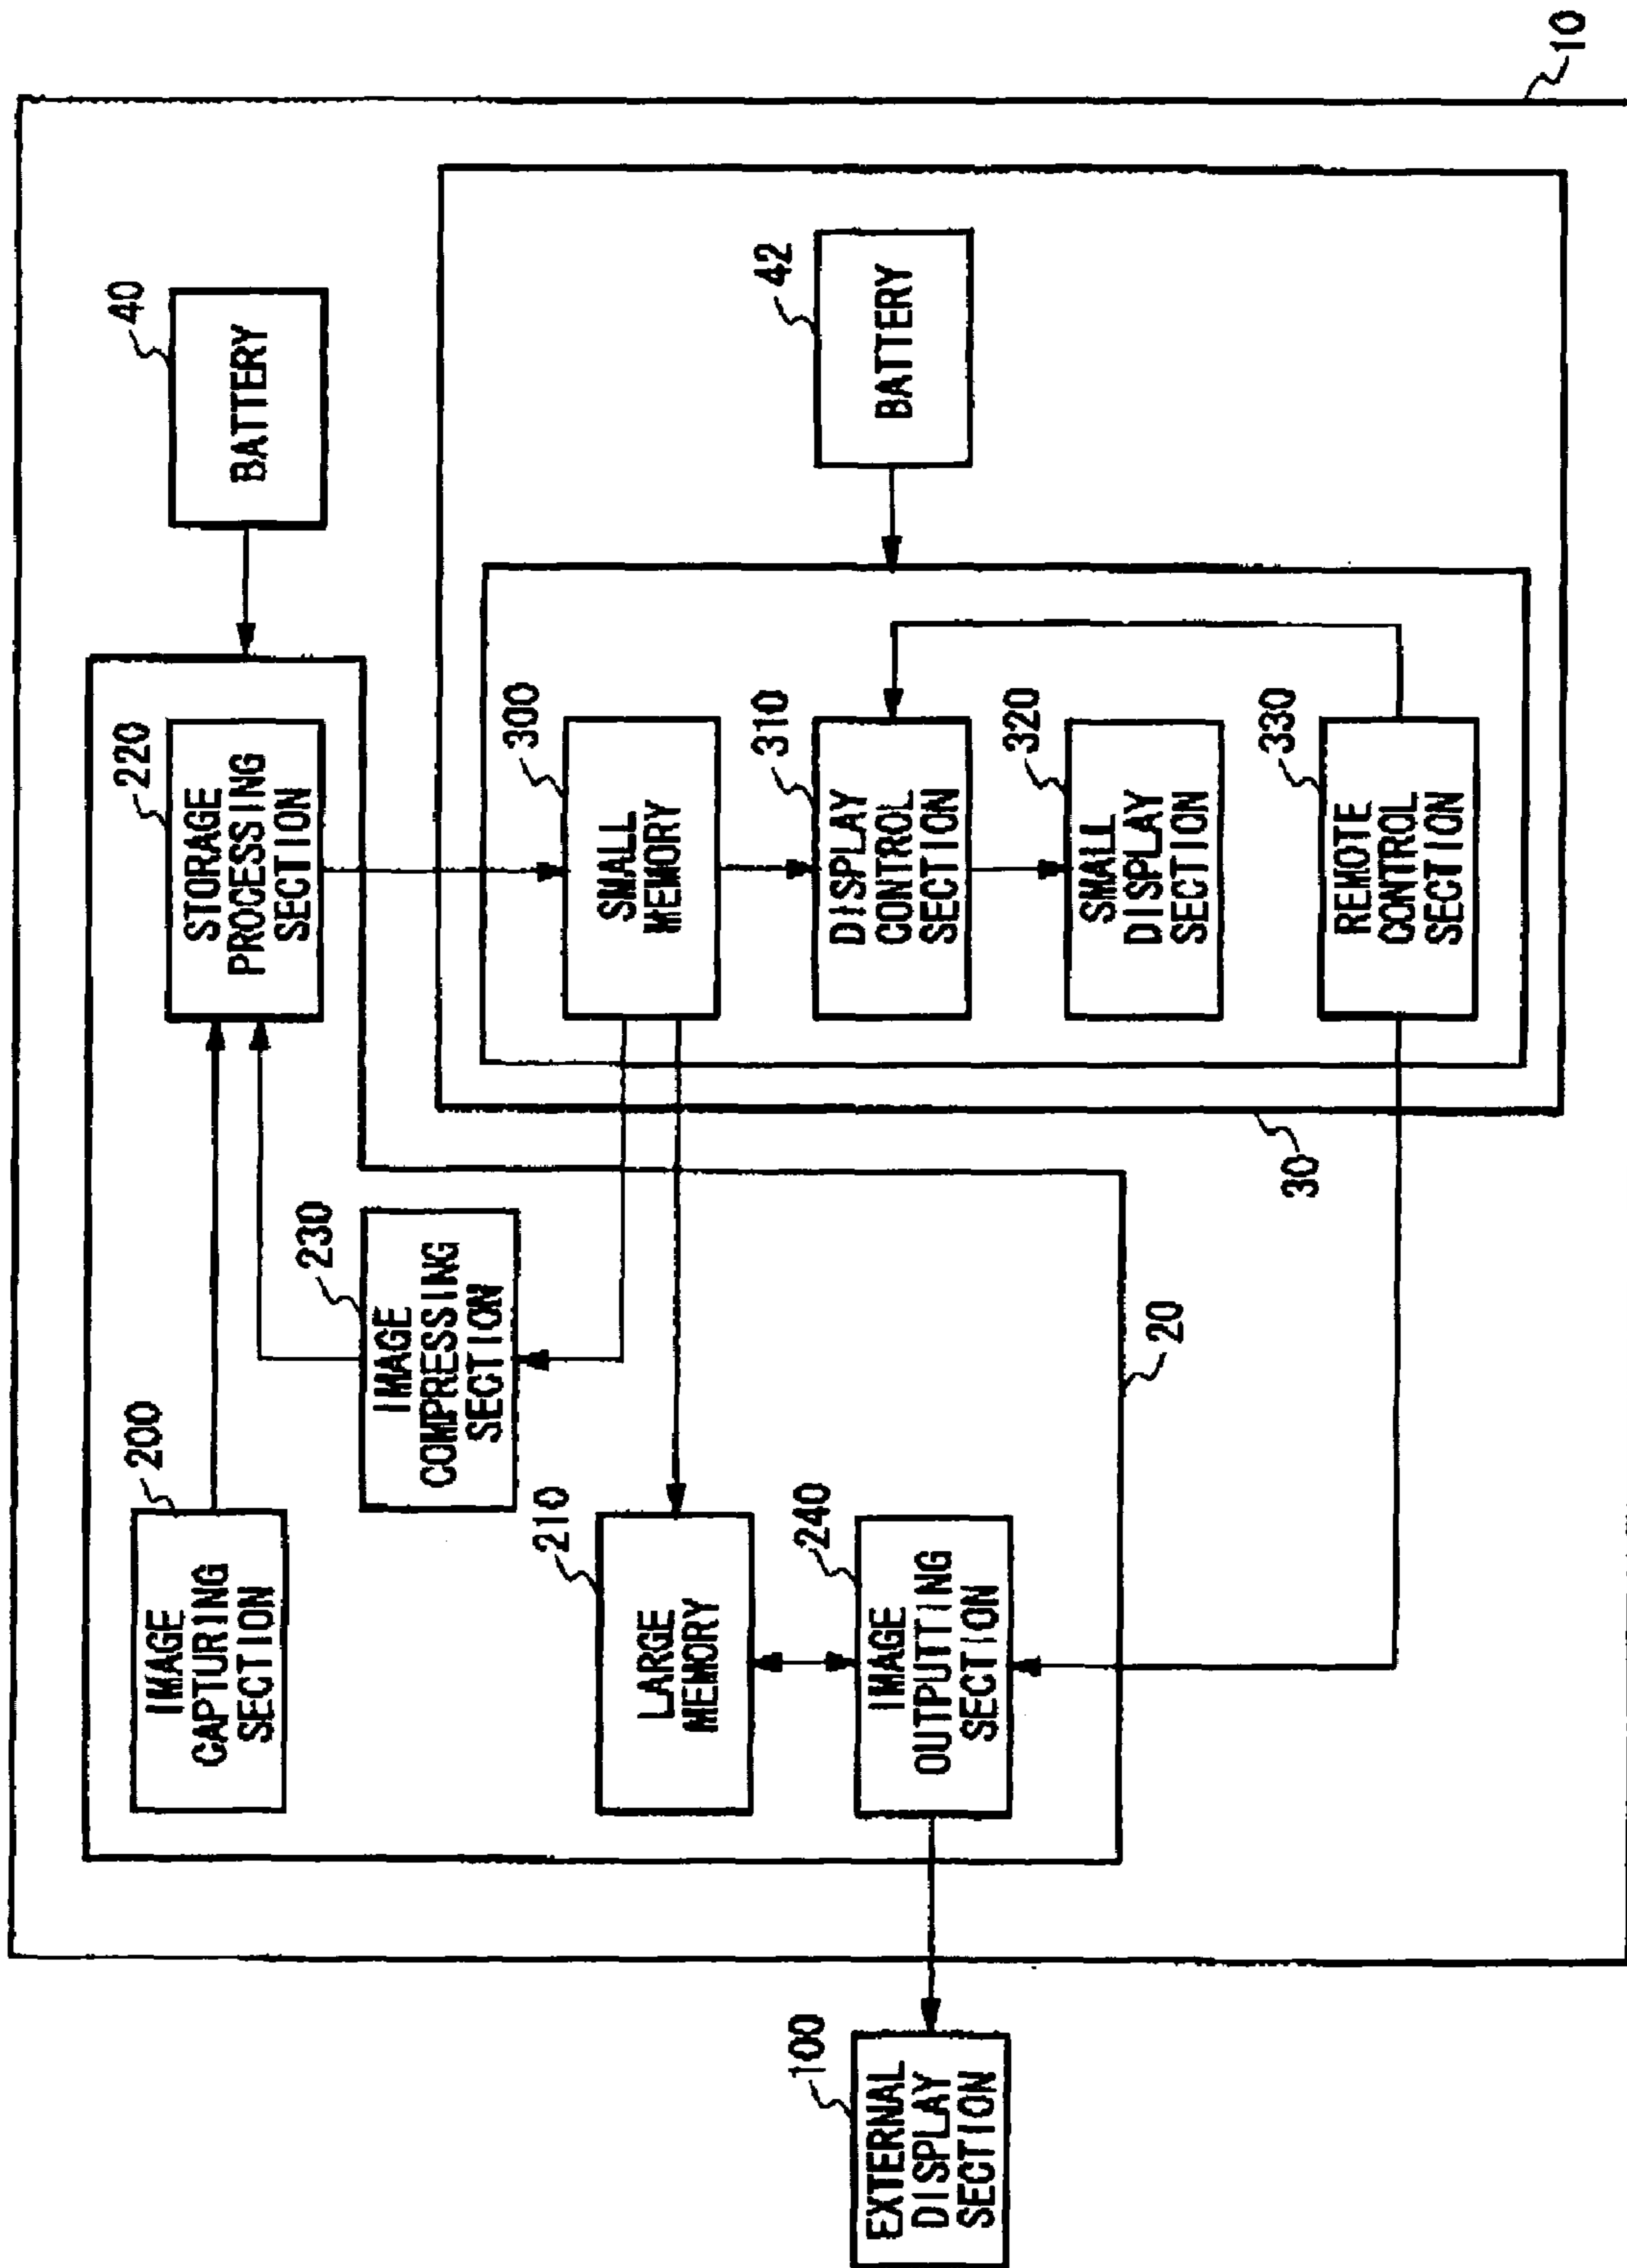 10
40
BATTERY
220
STORAGE
PROCESSING
SECTION
200
IMAGE
CAPTURING
SECTION
230
IMAGE
COMPRESSING
SECTION
210
LARGE
MEMORY
240
IMAGE
OUTPUTTING
SECTION
20
100
EXTERNAL
DISPLAY
SECTION
42
BATTERY
300
SMALL
MEMORY
310
DISPLAY
CONTROL
SECTION
320
SMALL
DISPLAY
SECTION
330
REMOTE
CONTROL
SECTION
30